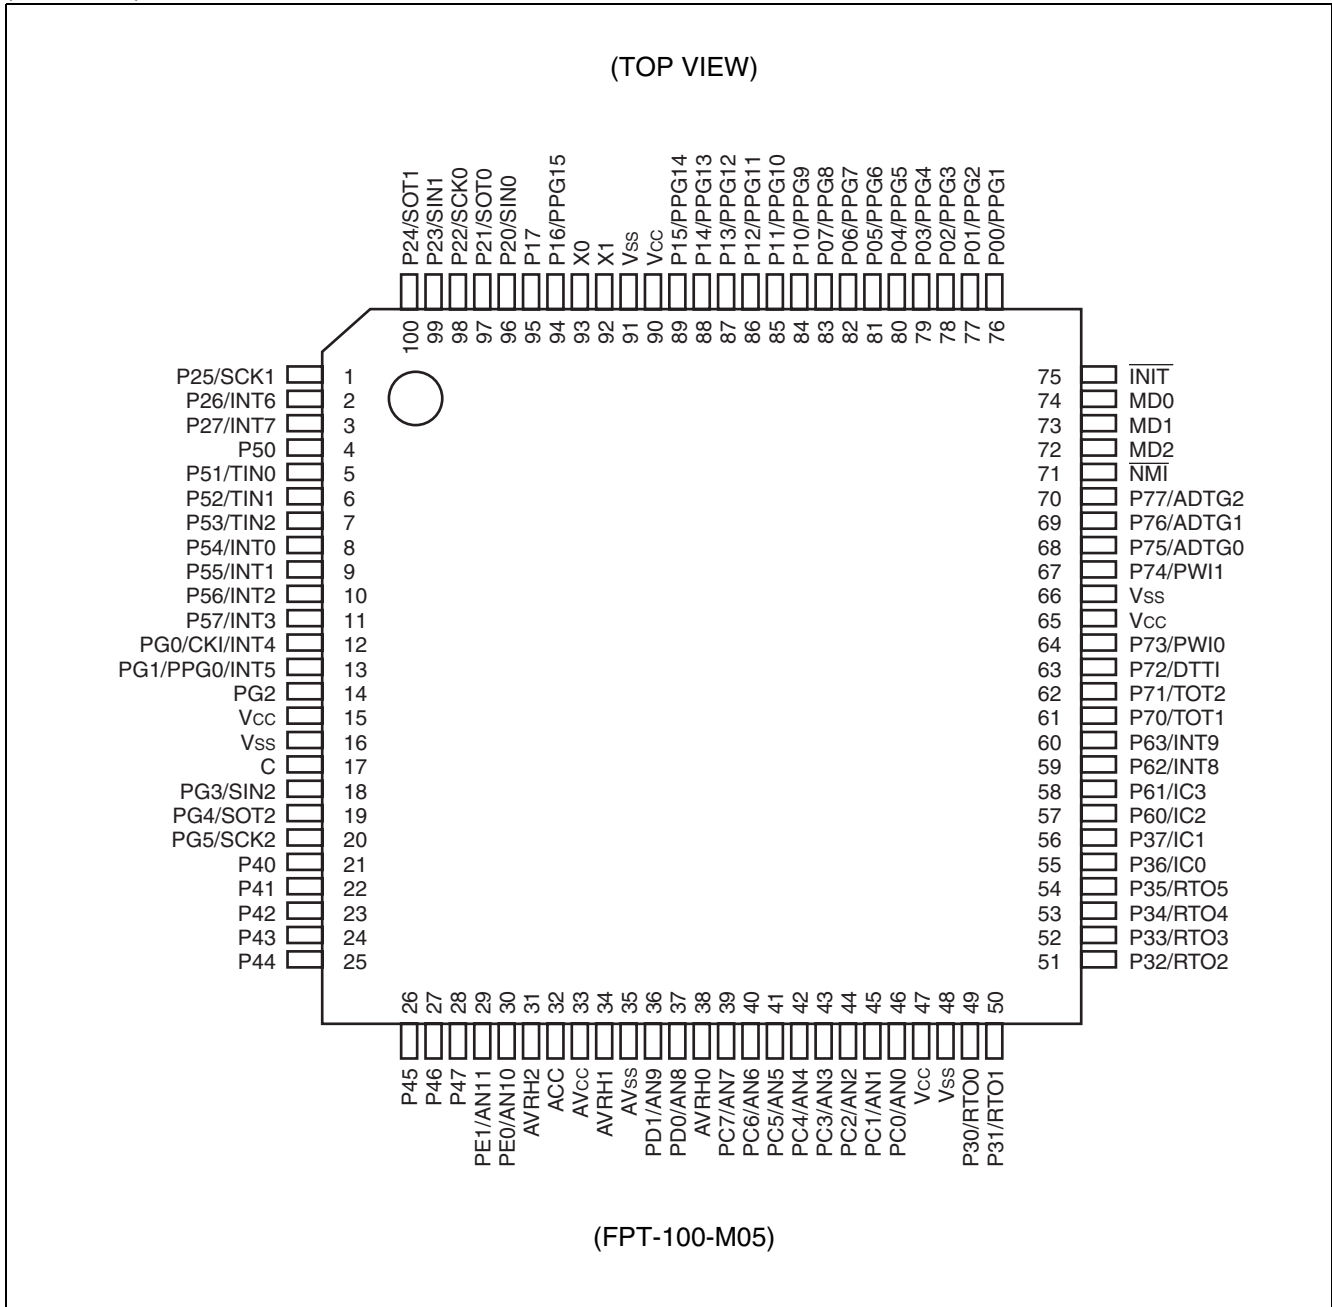 (TOP VIEW)
P24/SOT1
P23/SIN1
P22/SCK0
P21/SOT0
P20/SIN0
P17
P16/PPG15
X0
X1
Vss
Vcc
P15/PPG14
P14/PPG13
P13/PPG12
P12/PPG11
P11/PPG10
P10/PPG9
P07/PPG8
P06/PPG7
P05/PPG6
P04/PPG5
P03/PPG4
P02/PPG3
P01/PPG2
P00/PPG1
100
99
98
97
96
95
94
93
92
91
90
89
88
87
86
85
84
83
82
81
80
79
78
77
76
P25/SCK1 1
P26/INT6 2
P27/INT7 3
P50 4
P51/TIN0 5
P52/TIN1 6
P53/TIN2 7
P54/INT0 8
P55/INT1 9
P56/INT2 10
P57/INT3 11
PG0/CKI/INT4 12
PG1/PPG0/INT5 13
PG2 14
Vcc 15
Vss 16
C 17
PG3/SIN2 18
PG4/SOT2 19
PG5/SCK2 20
P40 21
P41 22
P42 23
P43 24
P44 25
75 INIT
74 MD0
73 MD1
72 MD2
71 NMI
70 P77/ADTG2
69 P76/ADTG1
68 P75/ADTG0
67 P74/PWI1
66 Vss
65 Vcc
64 P73/PWI0
63 P72/DTTI
62 P71/TOT2
61 P70/TOT1
60 P63/INT9
59 P62/INT8
58 P61/IC3
57 P60/IC2
56 P37/IC1
55 P36/IC0
54 P35/RTO5
53 P34/RTO4
52 P33/RTO3
51 P32/RTO2
26
27
28
29
30
31
32
33
34
35
36
37
38
39
40
41
42
43
44
45
46
47
48
49
50
P45
P46
P47
PE1/AN11
PE0/AN10
AVRH2
ACC
AVcc
AVRH1
AVss
PD1/AN9
PD0/AN8
AVRH0
PC7/AN7
PC6/AN6
PC5/AN5
PC4/AN4
PC3/AN3
PC2/AN2
PC1/AN1
PC0/AN0
Vcc
Vss
P30/RTO0
P31/RTO1
(FPT-100-M05)